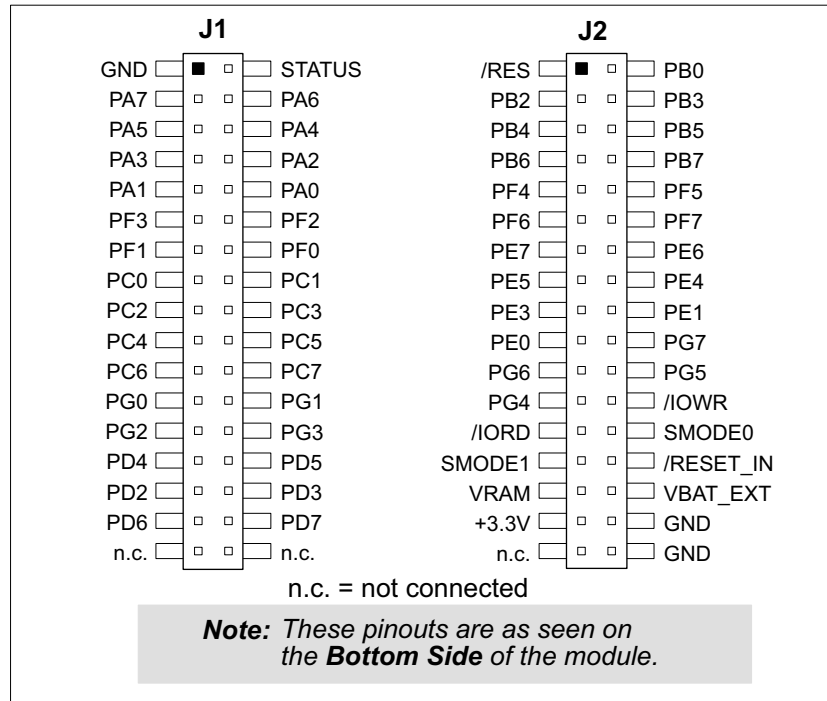 J1 J2
GND STATUS /RES PB0
PA7 PA6 PB2 PB3
PA5 PA4 PB4 PB5
PA3 PA2 PB6 PB7
PA1 PA0 PF4 PF5
PF3 PF2 PF6 PF7
PF1 PF0 PE7 PE6
PC0 PC1 PE5 PE4
PC2 PC3 PE3 PE1
PC4 PC5 PE0 PG7
PC6 PC7 PG6 PG5
PG0 PG1 PG4 /IOWR
PG2 PG3 /IORD SMODE0
PD4 PD5 SMODE1 /RESET_IN
PD2 PD3 VRAM VBAT_EXT
PD6 PD7 +3.3V GND
n.c. n.c. n.c. GND
n.c. = not connected
Note: These pinouts are as seen on
the Bottom Side of the module.